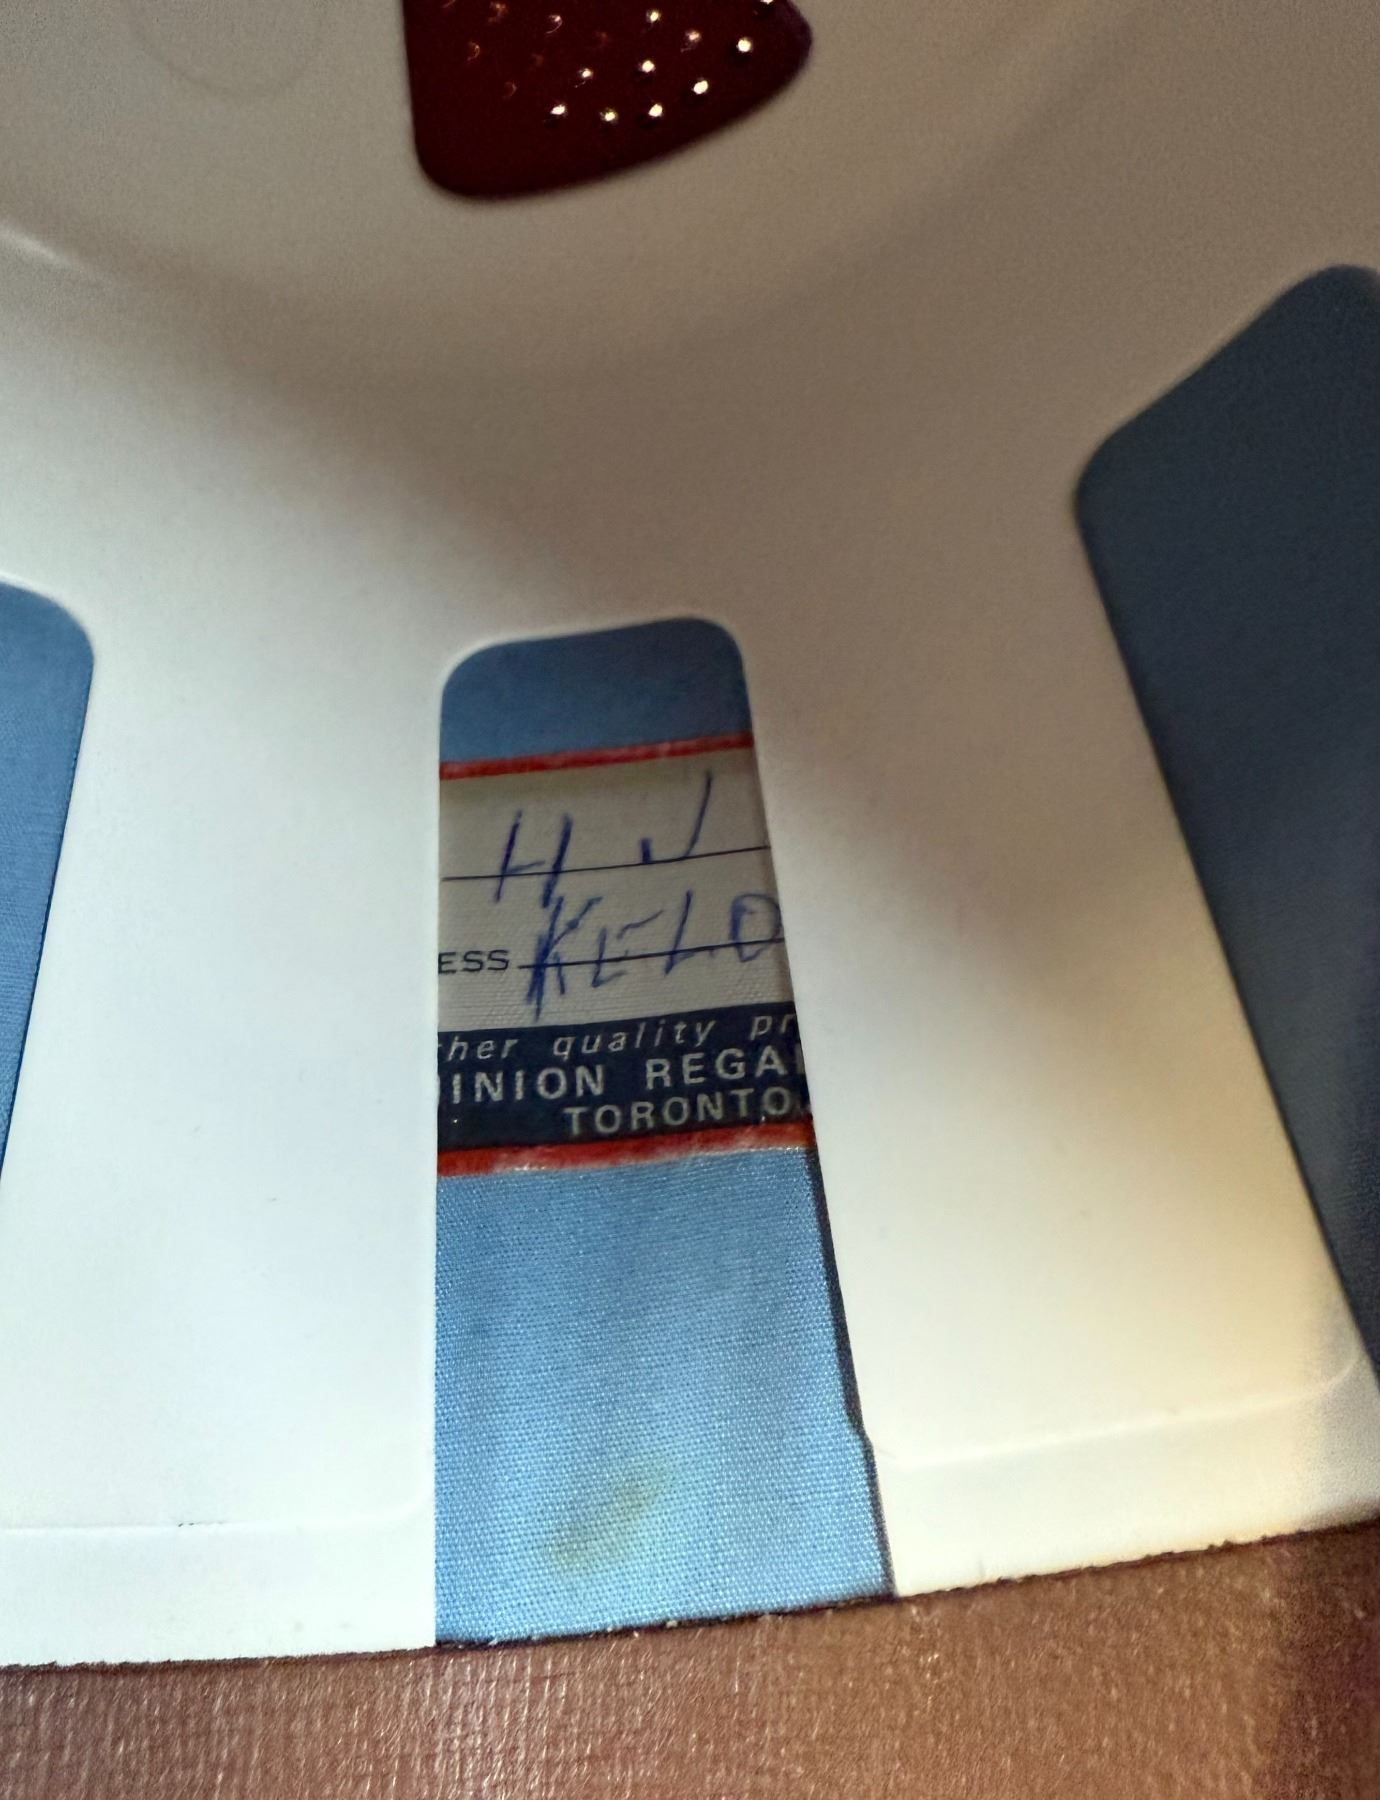 H J
ESS KELO
her quality pr
INION REGA
TORONTO